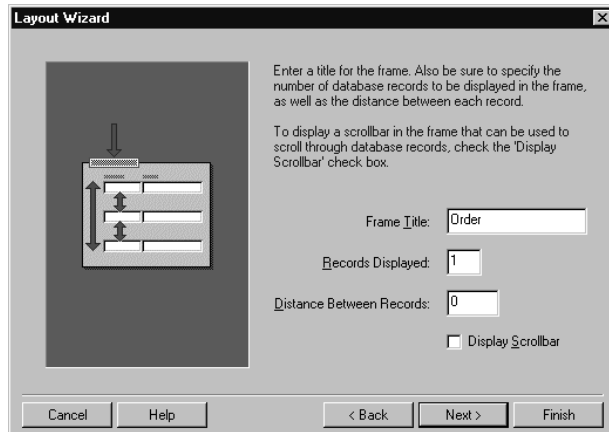 Layout Wizard
Enter a title for the frame. Also be sure to specify the
number of database records to be displayed in the frame,
as well as the distance between each record.
To display a scrollbar in the frame that can be used to
scroll through database records, check the 'Display
Scrollbar' check box.
Frame Title: Order
Records Displayed: 1
Distance Between Records: 0
Display Scrollbar
Cancel Help < Back Next > Finish